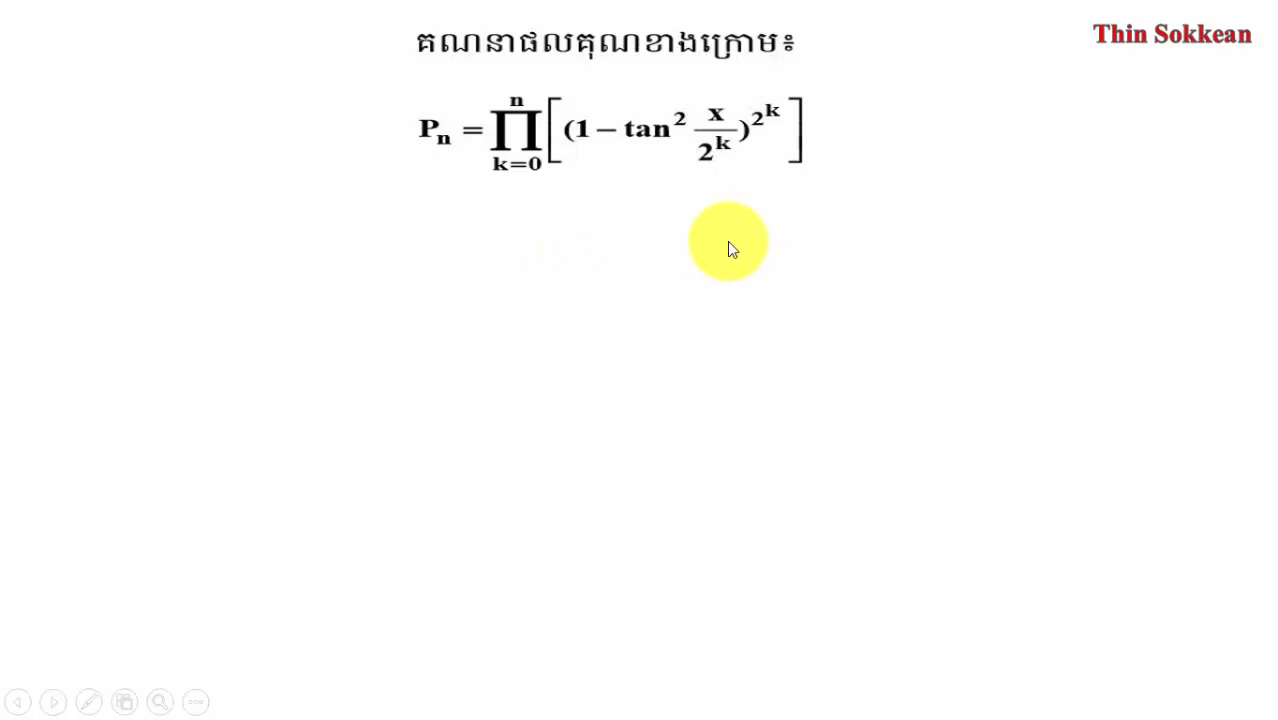 Thin Sokkean
គណនាផលគុណខាងក្រោម៖
Pₙ = ∏ₖ₌₀ⁿ [(1 − tan² x/2ᵏ)^2ᵏ]